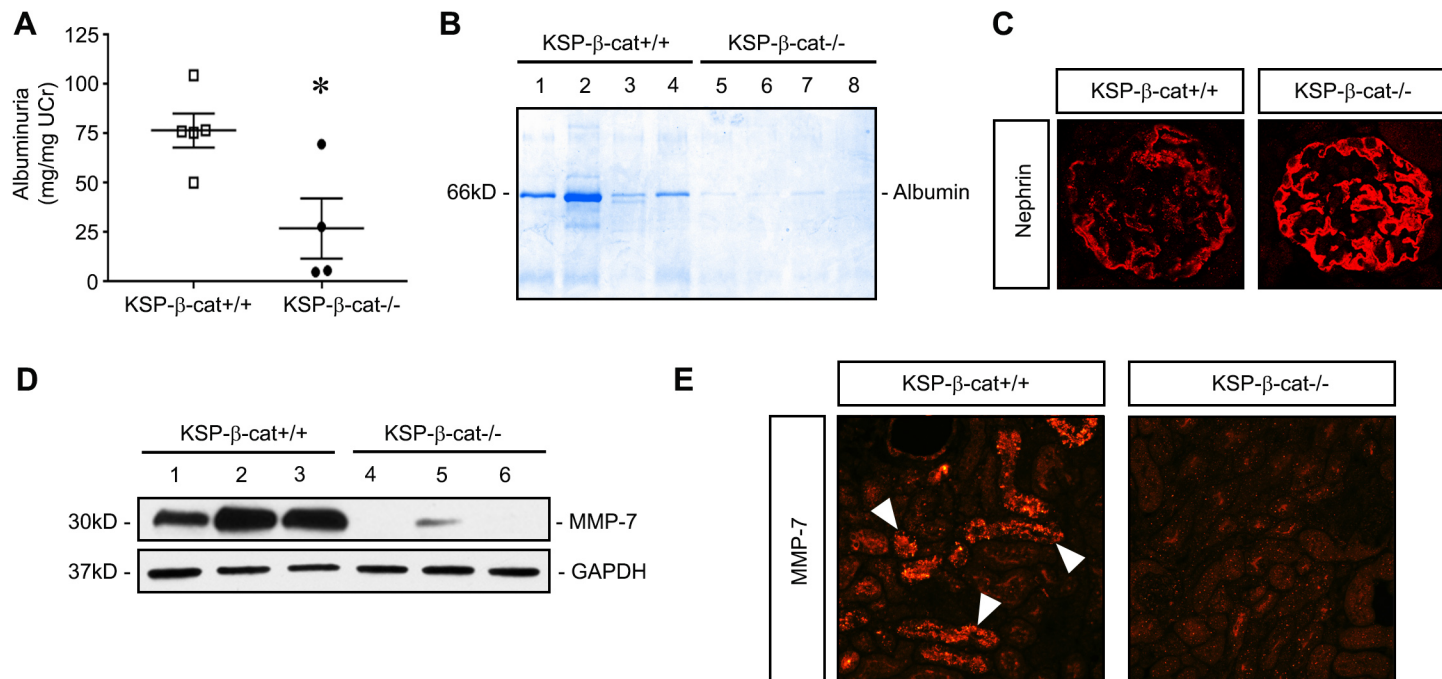 A
125
100
75
50
25
0
Albuminuria
(mg/mg UCr)
*
KSP-β-cat+/+ KSP-β-cat-/-
B
KSP-β-cat+/+ KSP-β-cat-/-
1 2 3 4 5 6 7 8
66kD - - Albumin
C
KSP-β-cat+/+ KSP-β-cat-/-
Nephrin
D
KSP-β-cat+/+ KSP-β-cat-/-
1 2 3 4 5 6
30kD - - MMP-7
37kD - - GAPDH
E
KSP-β-cat+/+ KSP-β-cat-/-
MMP-7